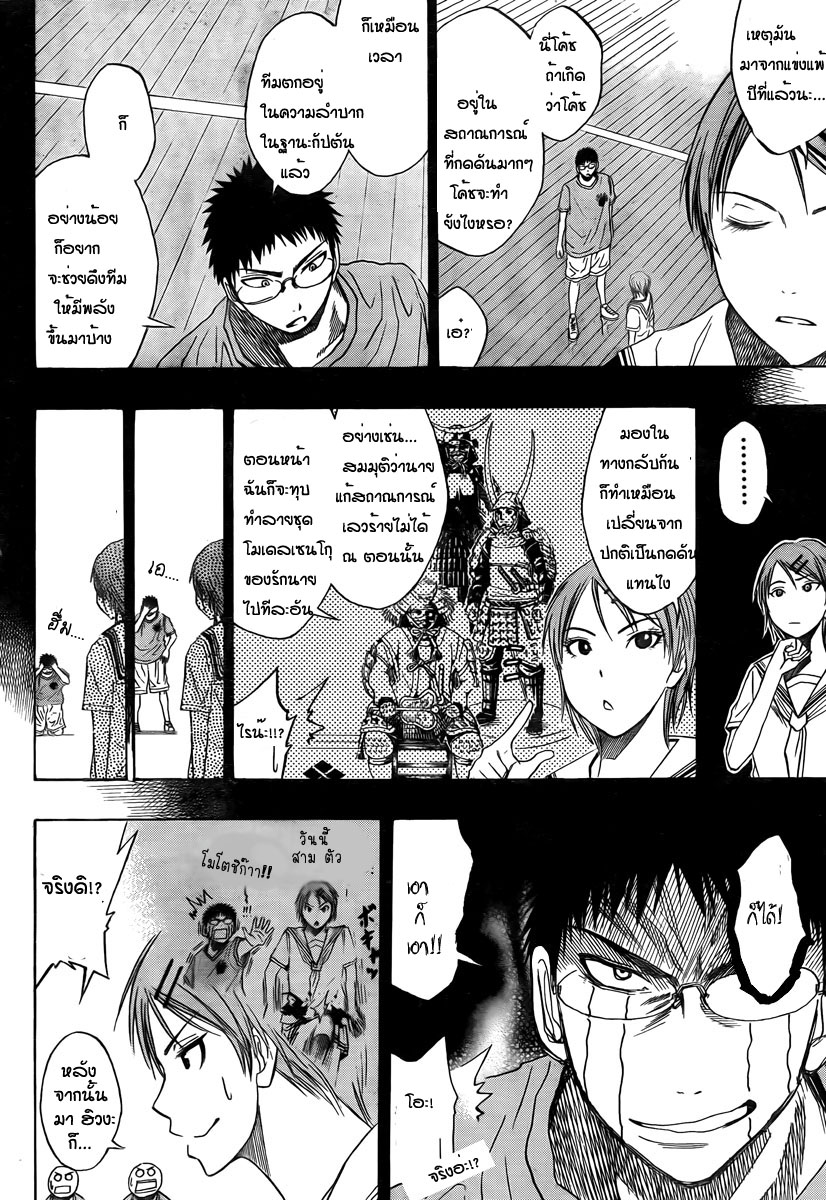 เหตุมัน
มาจากแข่งแพ้
ปีที่แล้วนะ...
นี่โค้ช
ถ้าเกิด
ว่าโค้ช
อยู่ใน
สถาณการณ์
ที่กดดันมากๆ
โค้ชจะทำ
ยังไงหรอ?
เอ๋?
ก็เหมือน
เวลา
ทีมตกอยู่
ในความลำบาก
ในฐานะกัปตัน
แล้ว
ก็
อย่างน้อย
ก็อยาก
จะช่วยดึงทีม
ให้มีพลัง
ขึ้นมาบ้าง
........
มองใน
ทางกลับกัน
ก็ทำเหมือน
เปลี่ยนจาก
ปกติเป็นกดดัน
แทนไง
อย่างเช่น...
สมมุติว่านาย
แก้สถาณการณ์
เลวร้ายไม่ได้
ณ ตอนนั้น
ตอนหน้า
ฉันก็จะทุบ
ทำลายชุด
โมเดลเซนโกุ
ของรักนาย
ไปทีละอัน
ไรน๊ะ!!?
เอ....
ฮึ่ม...
ก็ได้!
เอา
ก็
เอา!!
โอ๊ะ!
จริงอ่ะ!?
วันนี้
สาม ตัว
โมโตชิก๊าา!!
!!!
ボキャッ
จริงดิ!?
หลัง
จากนั้น
มา ฮิวงะ
ก็...